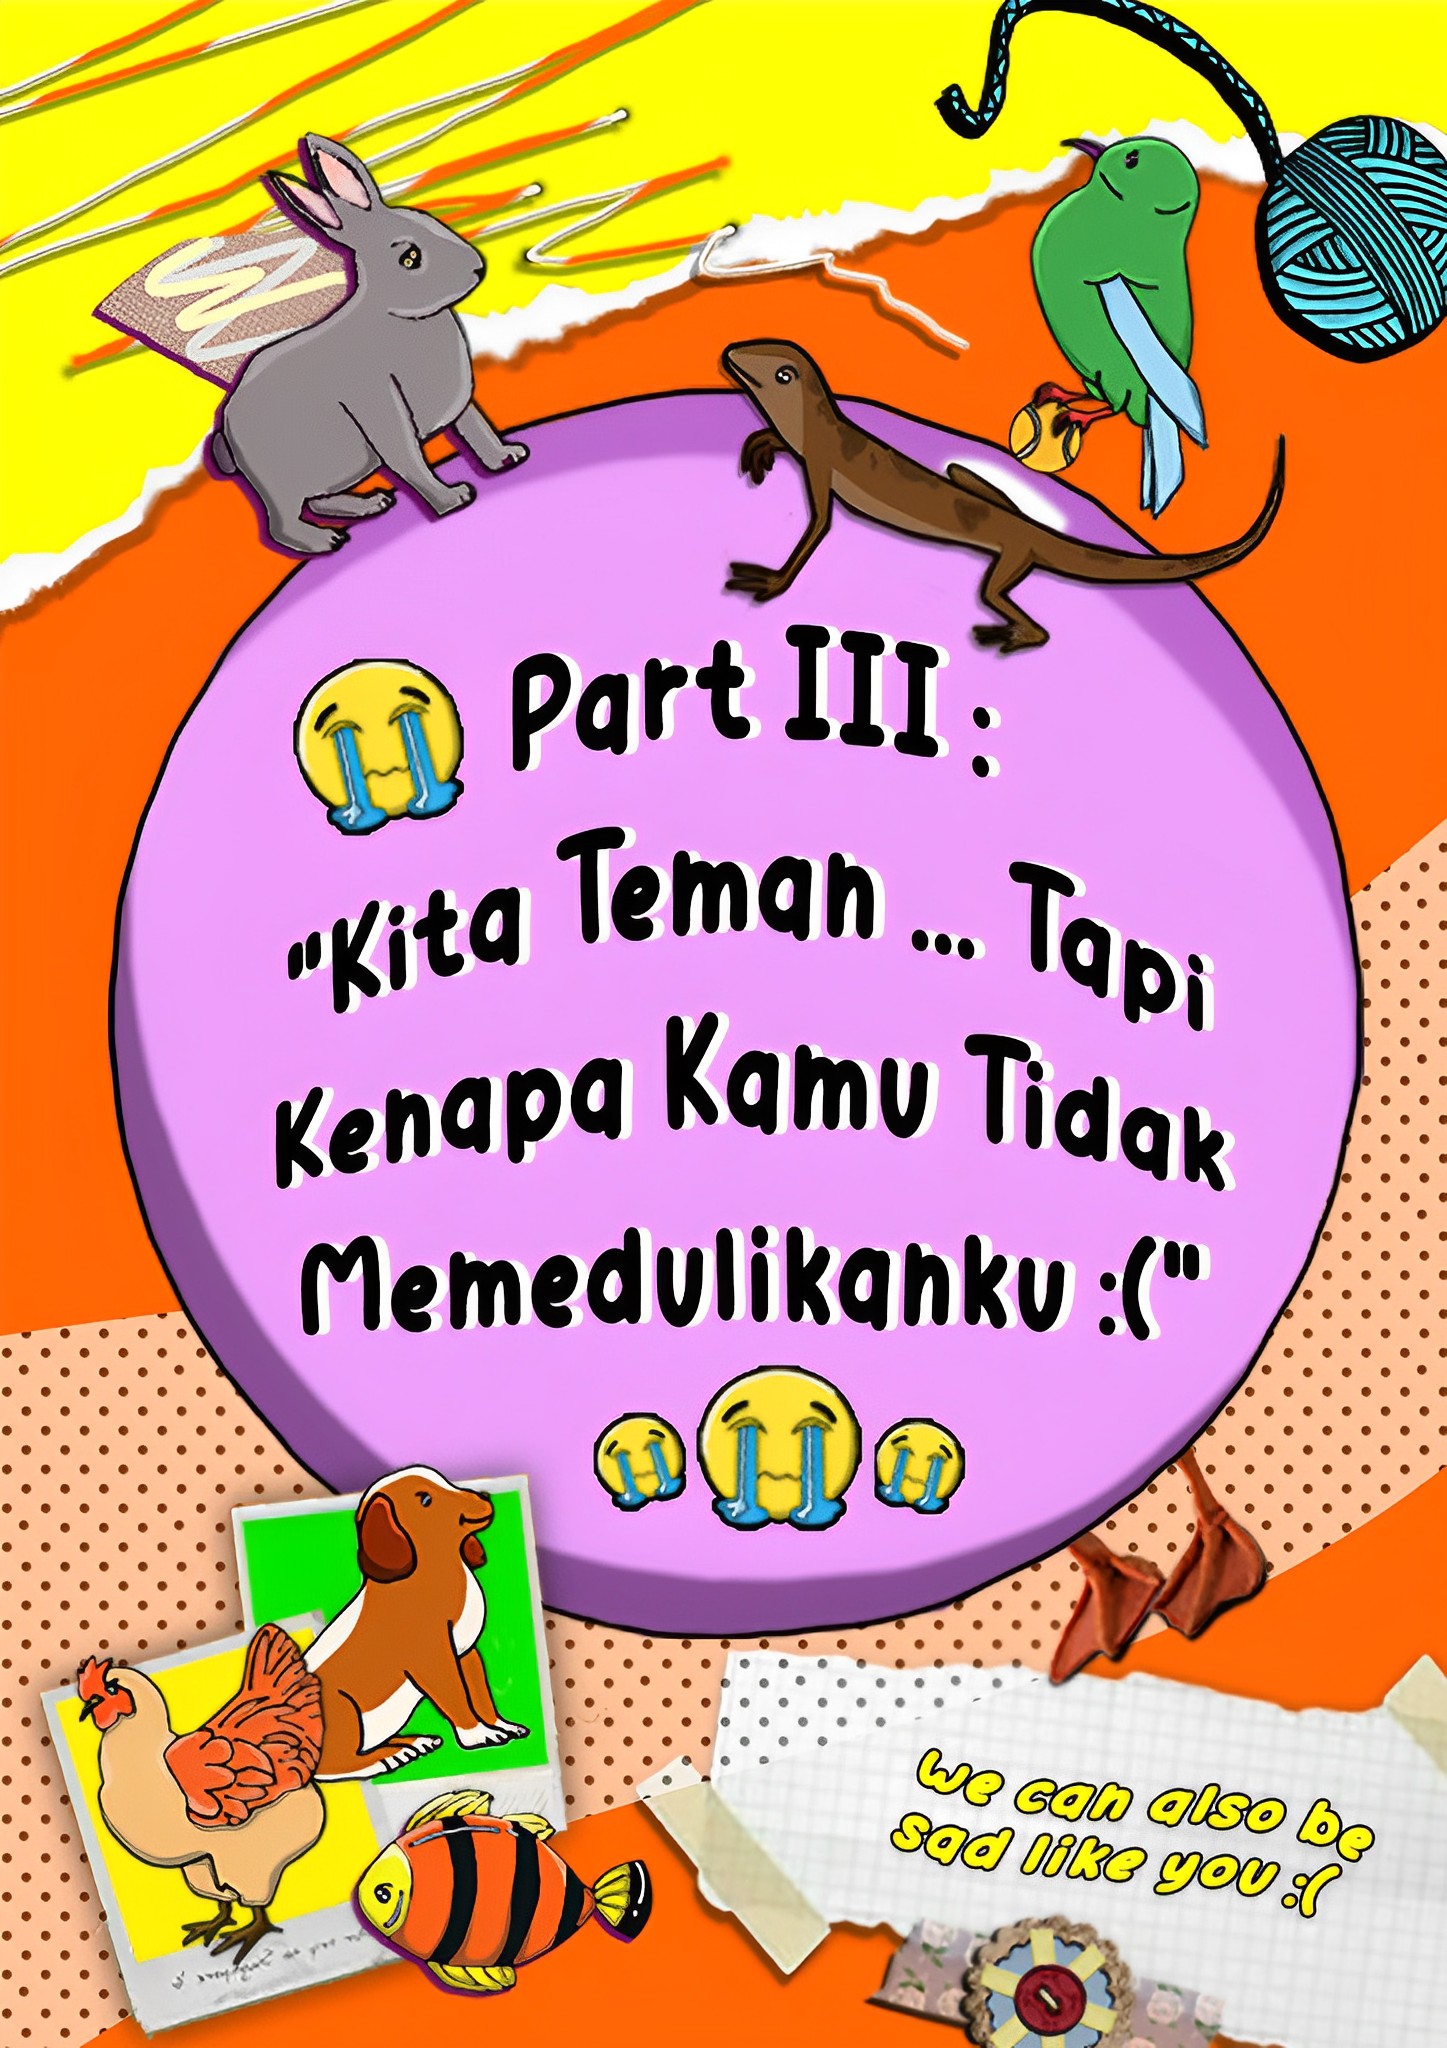 Part III :
"Kita Teman ... Tapi
Kenapa Kamu Tidak
Memedulikanku :("
we can also be
sad like you :(